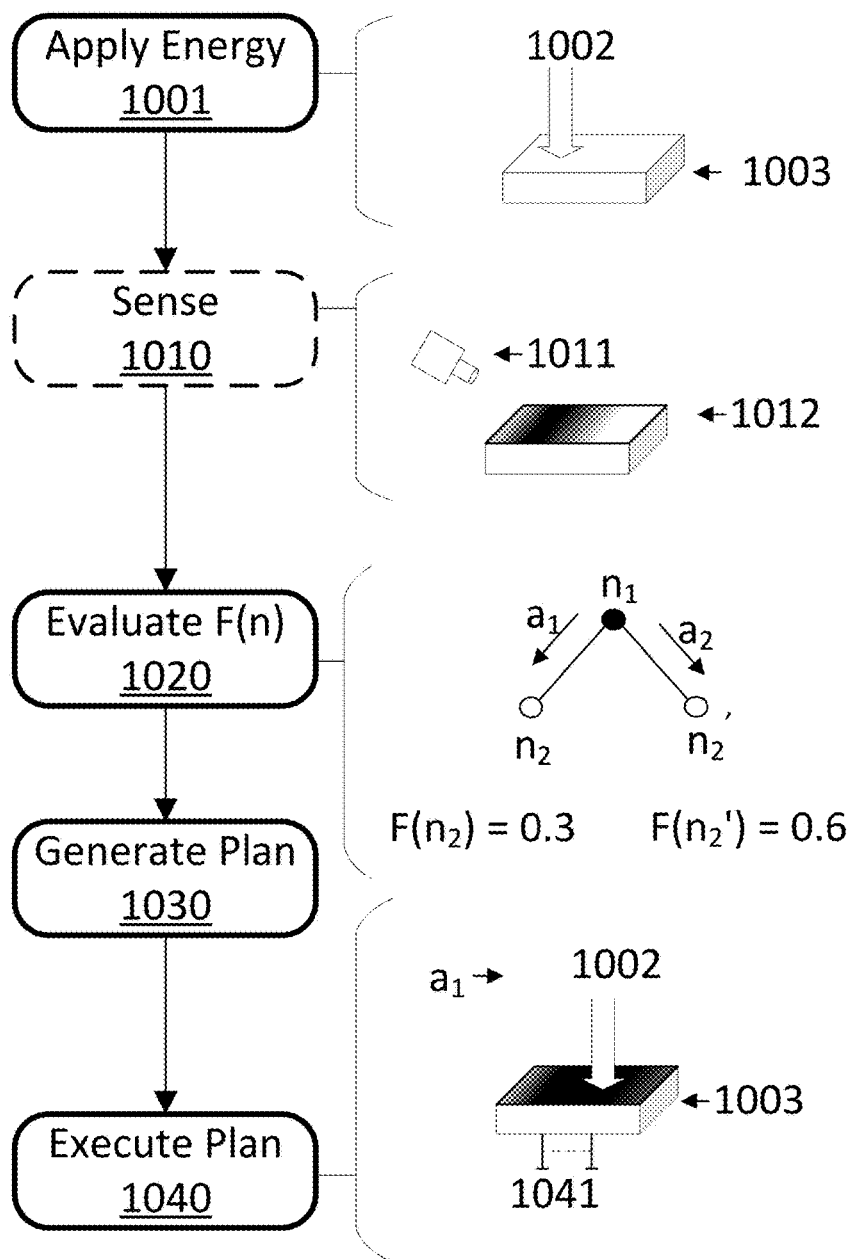 Apply Energy
1001
1002
1003
Sense
1010
1011
1012
Evaluate F(n)
1020
n₁
a₁
a₂
n₂
n₂'
F(n₂) = 0.3
F(n₂') = 0.6
Generate Plan
1030
a₁
1002
1003
1041
Execute Plan
1040